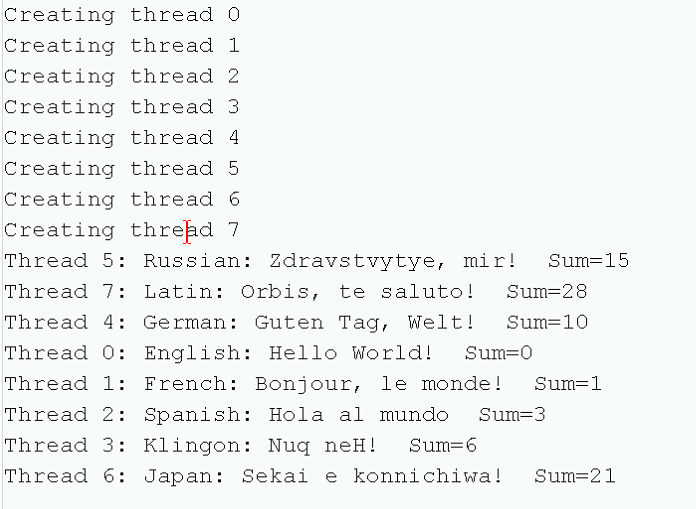 Creating thread 0
Creating thread 1
Creating thread 2
Creating thread 3
Creating thread 4
Creating thread 5
Creating thread 6
Creating thread 7
Thread 5: Russian: Zdravstvytye, mir!  Sum=15
Thread 7: Latin: Orbis, te saluto!  Sum=28
Thread 4: German: Guten Tag, Welt!  Sum=10
Thread 0: English: Hello World!  Sum=0
Thread 1: French: Bonjour, le monde!  Sum=1
Thread 2: Spanish: Hola al mundo  Sum=3
Thread 3: Klingon: Nuq neH!  Sum=6
Thread 6: Japan: Sekai e konnichiwa!  Sum=21